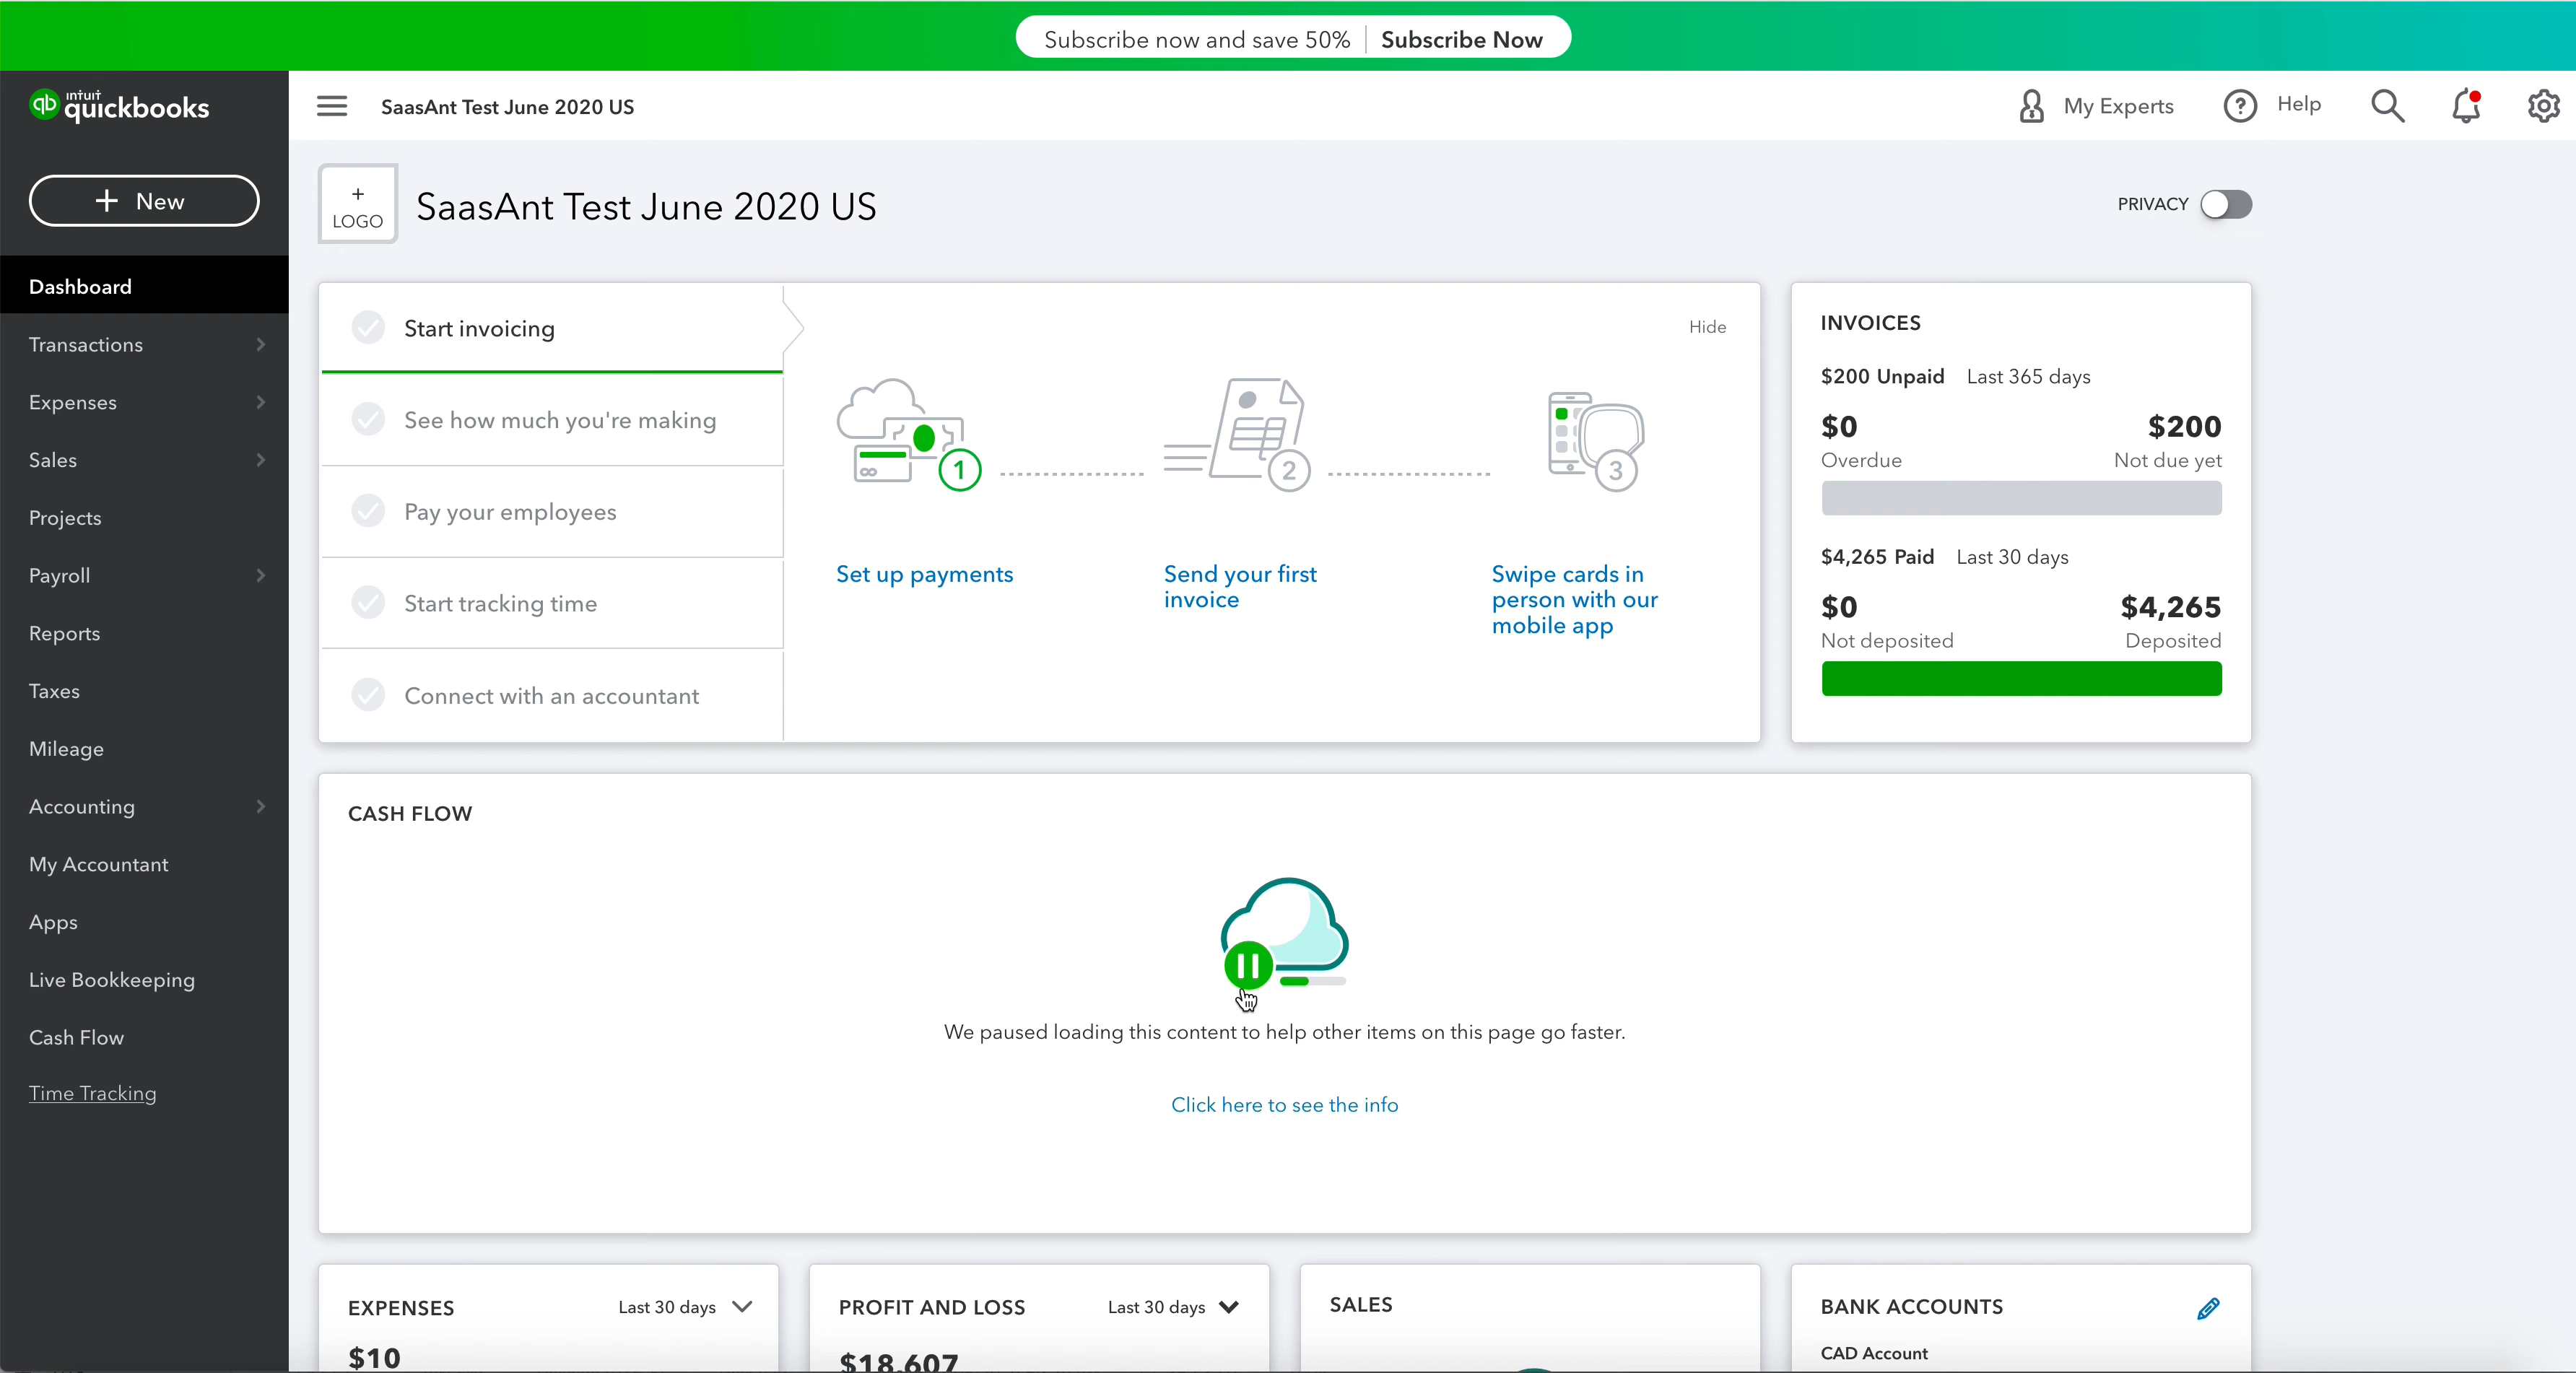 Subscribe now and save 50% Subscribe Now
intuit
quickbooks
SaasAnt Test June 2020 US
My Experts
Help
+ New
+
LOGO
SaasAnt Test June 2020 US
PRIVACY
Dashboard
Transactions
Expenses
Sales
Projects
Payroll
Reports
Taxes
Mileage
Accounting
My Accountant
Apps
Live Bookkeeping
Cash Flow
Time Tracking
Start invoicing
See how much you're making
Pay your employees
Start tracking time
Connect with an accountant
Hide
1
2
3
Set up payments
Send your first
invoice
Swipe cards in
person with our
mobile app
INVOICES
$200 Unpaid Last 365 days
$0 $200
Overdue Not due yet
$4,265 Paid Last 30 days
$0 $4,265
Not deposited Deposited
CASH FLOW
We paused loading this content to help other items on this page go faster.
Click here to see the info
EXPENSES Last 30 days
$10
PROFIT AND LOSS Last 30 days
$18,607
SALES
BANK ACCOUNTS
CAD Account